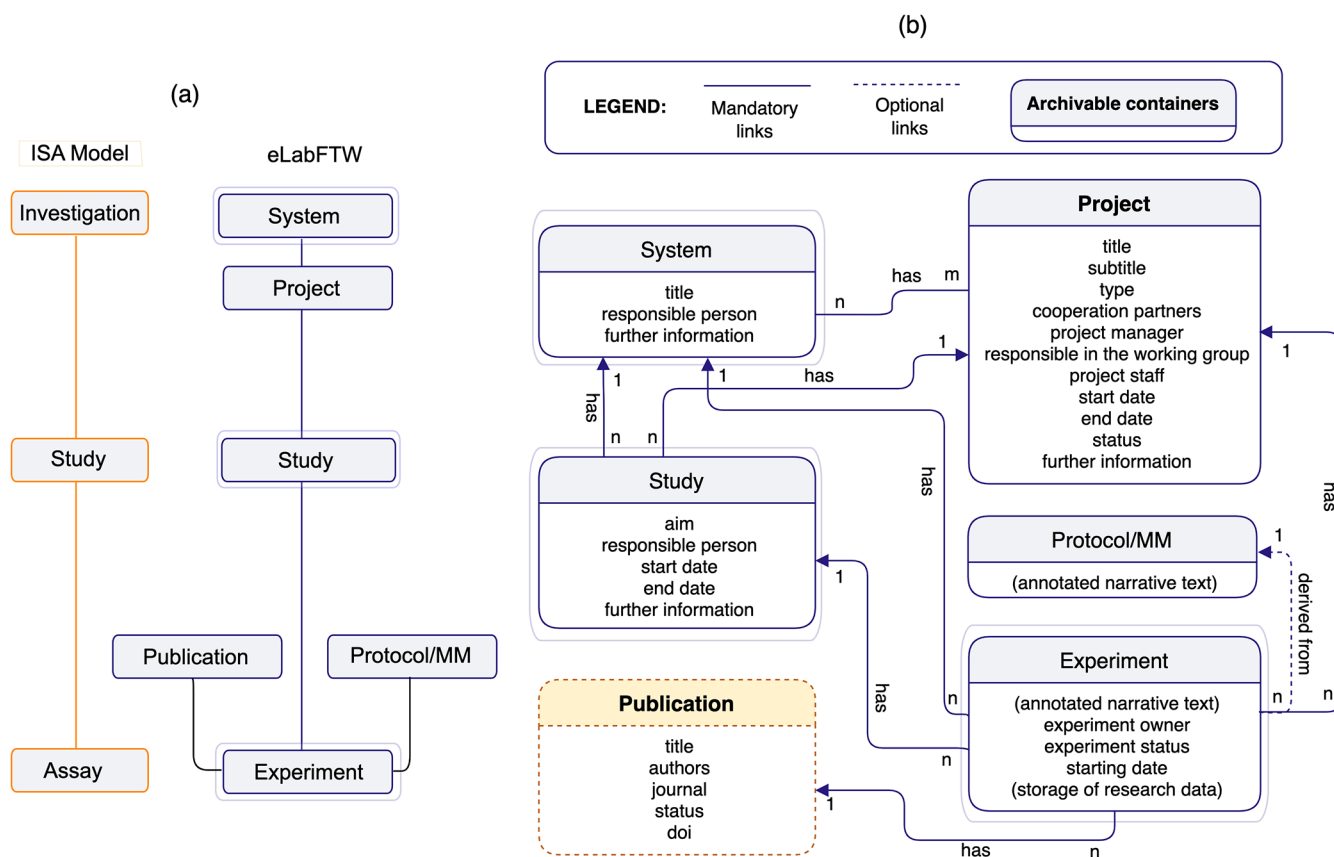 (a)
ISA Model
eLabFTW
Investigation
System
Project
Study
Study
Publication
Protocol/MM
Assay
Experiment
(b)
LEGEND:
Mandatory
links
Optional
links
Archivable containers
System
title
responsible person
further information
n
has
m
Project
title
subtitle
type
cooperation partners
project manager
responsible in the working group
project staff
start date
end date
status
further information
1
has
n
1
has
n
1
has
n
1
has
n
Study
aim
responsible person
start date
end date
further information
1
has
n
Protocol/MM
(annotated narrative text)
1
derived from
n
Experiment
(annotated narrative text)
experiment owner
experiment status
starting date
(storage of research data)
Publication
title
authors
journal
status
doi
1
has
n